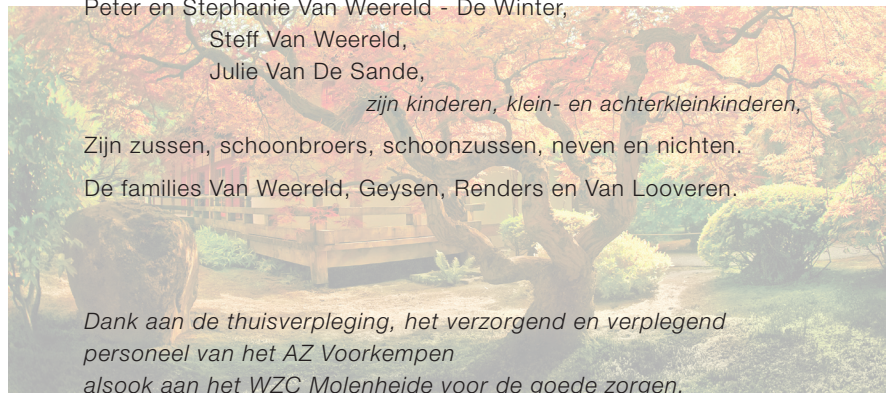 Peter en Stephanie Van Weereld - De Winter,
Steff Van Weereld,
Julie Van De Sande,
zijn kinderen, klein- en achterkleinkinderen,
Zijn zussen, schoonbroers, schoonzussen, neven en nichten.
De families Van Weereld, Geysen, Renders en Van Looveren.
Dank aan de thuisverpleging, het verzorgend en verplegend
personeel van het AZ Voorkempen
alsook aan het WZC Molenheide voor de goede zorgen.